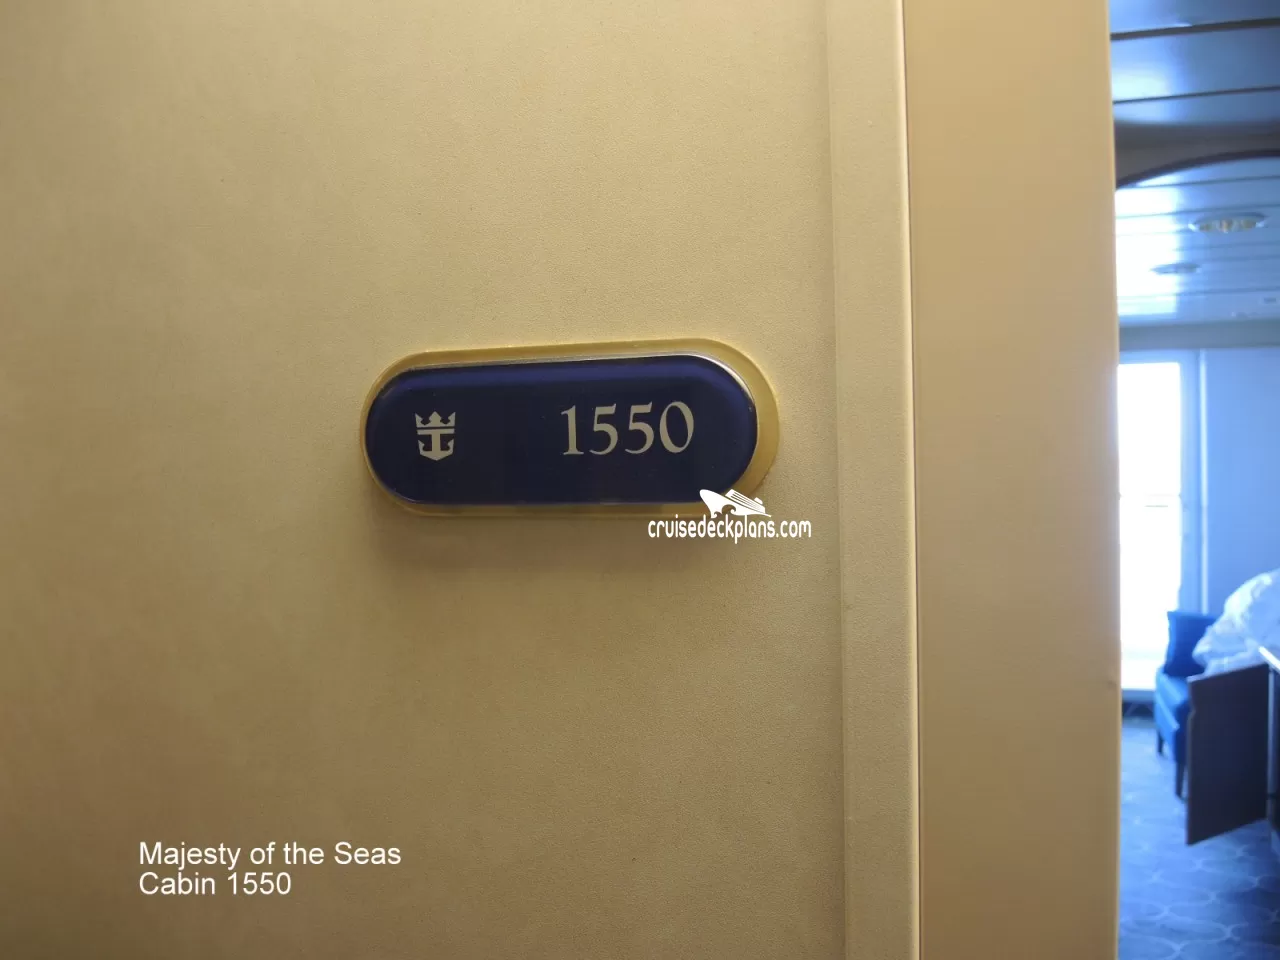 1550
cruisedeckplans.com
Majesty of the Seas
Cabin 1550